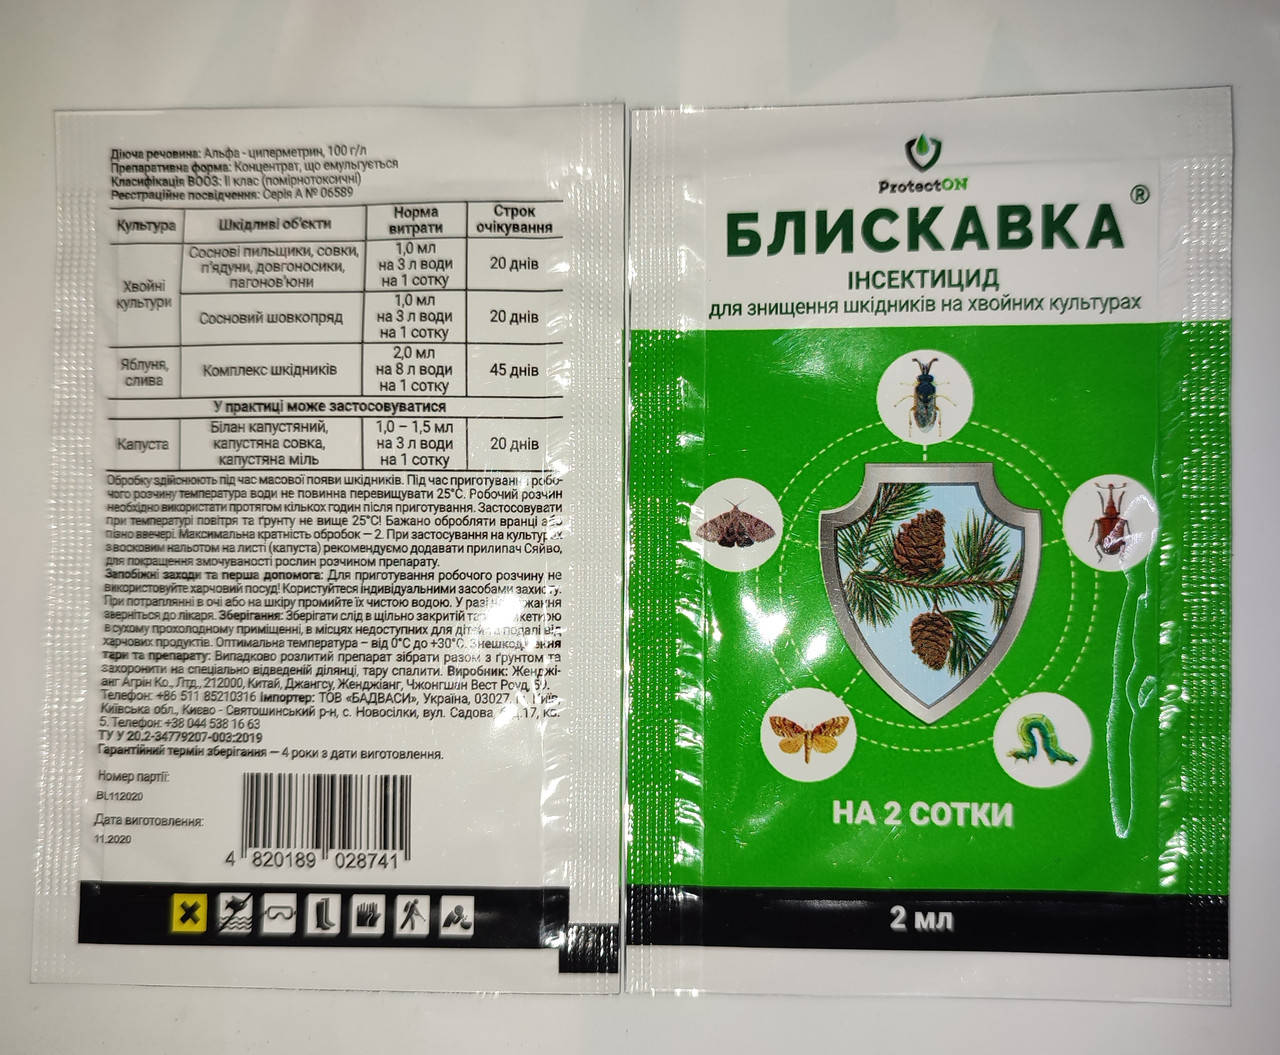 Діюча речовина: Альфа - циперметрин, 100 г/л
Препаративна форма: Концентрат, що емульгується
Класифікація ВООЗ: II клас (помірнотоксичні)
Реєстраційне посвідчення: Серія А № 06589
Культура Шкідливі об'єкти Норма витрати Строк очікування
Хвойні культури
Соснові пильщики, совки, п'ядуни, довгоносики, пагонов'юни 1,0 мл на 3 л води на 1 сотку 20 днів
Сосновий шовкопряд 1,0 мл на 3 л води на 1 сотку 20 днів
Яблуня, слива Комплекс шкідників 2,0 мл на 8 л води на 1 сотку 45 днів
У практиці може застосовуватися
Капуста Білан капустяний, капустяна совка, капустяна міль 1,0 – 1,5 мл на 3 л води на 1 сотку 20 днів
Обробку здійснюють під час масової появи шкідників. Під час приготування робо-
чого розчину температура води не повинна перевищувати 25°С. Робочий розчин
необхідно використати протягом кількох годин після приготування. Застосовувати
при температурі повітря та ґрунту не вище 25°С! Бажано обробляти вранці або
пізно ввечері. Максимальна кратність обробок — 2. При застосування на культурах
з восковим нальотом на листі (капуста) рекомендуємо додавати прилипач Сяйво,
для покращення змочуваності рослин розчином препарату.
Запобіжні заходи та перша допомога: Для приготування робочого розчину не
використовуйте харчовий посуд! Користуйтеся індивідуальними засобами захисту.
При потраплянні в очі або на шкіру промийте їх чистою водою. У разі
зверніться до лікаря. Зберігання: Зберігати слід в щільно закритій тарі
в сухому прохолодному приміщенні, в місцях недоступних для дітей та подалі від
харчових продуктів. Оптимальна температура – від 0°С до +30°С. Знешкодження
тари та препарату: Випадково розлитий препарат зібрати разом з ґрунтом та
захоронити на спеціально відведеній ділянці, тару спалити. Виробник: Женджі-
анг Агрін Ко., Лтд., 212000, Китай, Джангсу, Женджіанг, Чжонгшлн Вест Роуд, 59.
Телефон: +86 511 85210316 Імпортер: ТОВ «БАДВАСИ», Україна, 03027,
Київська обл., Києво - Святошинський р-н, с. Новосілки, вул. Садова, 17, кв.
5. Телефон: +38 044 538 16 63
ТУ У 20.2-34779207-003:2019
Гарантійний термін зберігання — 4 роки з дати виготовлення.
Номер партії:
BL112020
Дата виготовлення:
11.2020
4 820189 028741
ProtectON
БЛИСКАВКА®
ІНСЕКТИЦИД
для знищення шкідників на хвойних культурах
НА 2 СОТКИ
2 мл